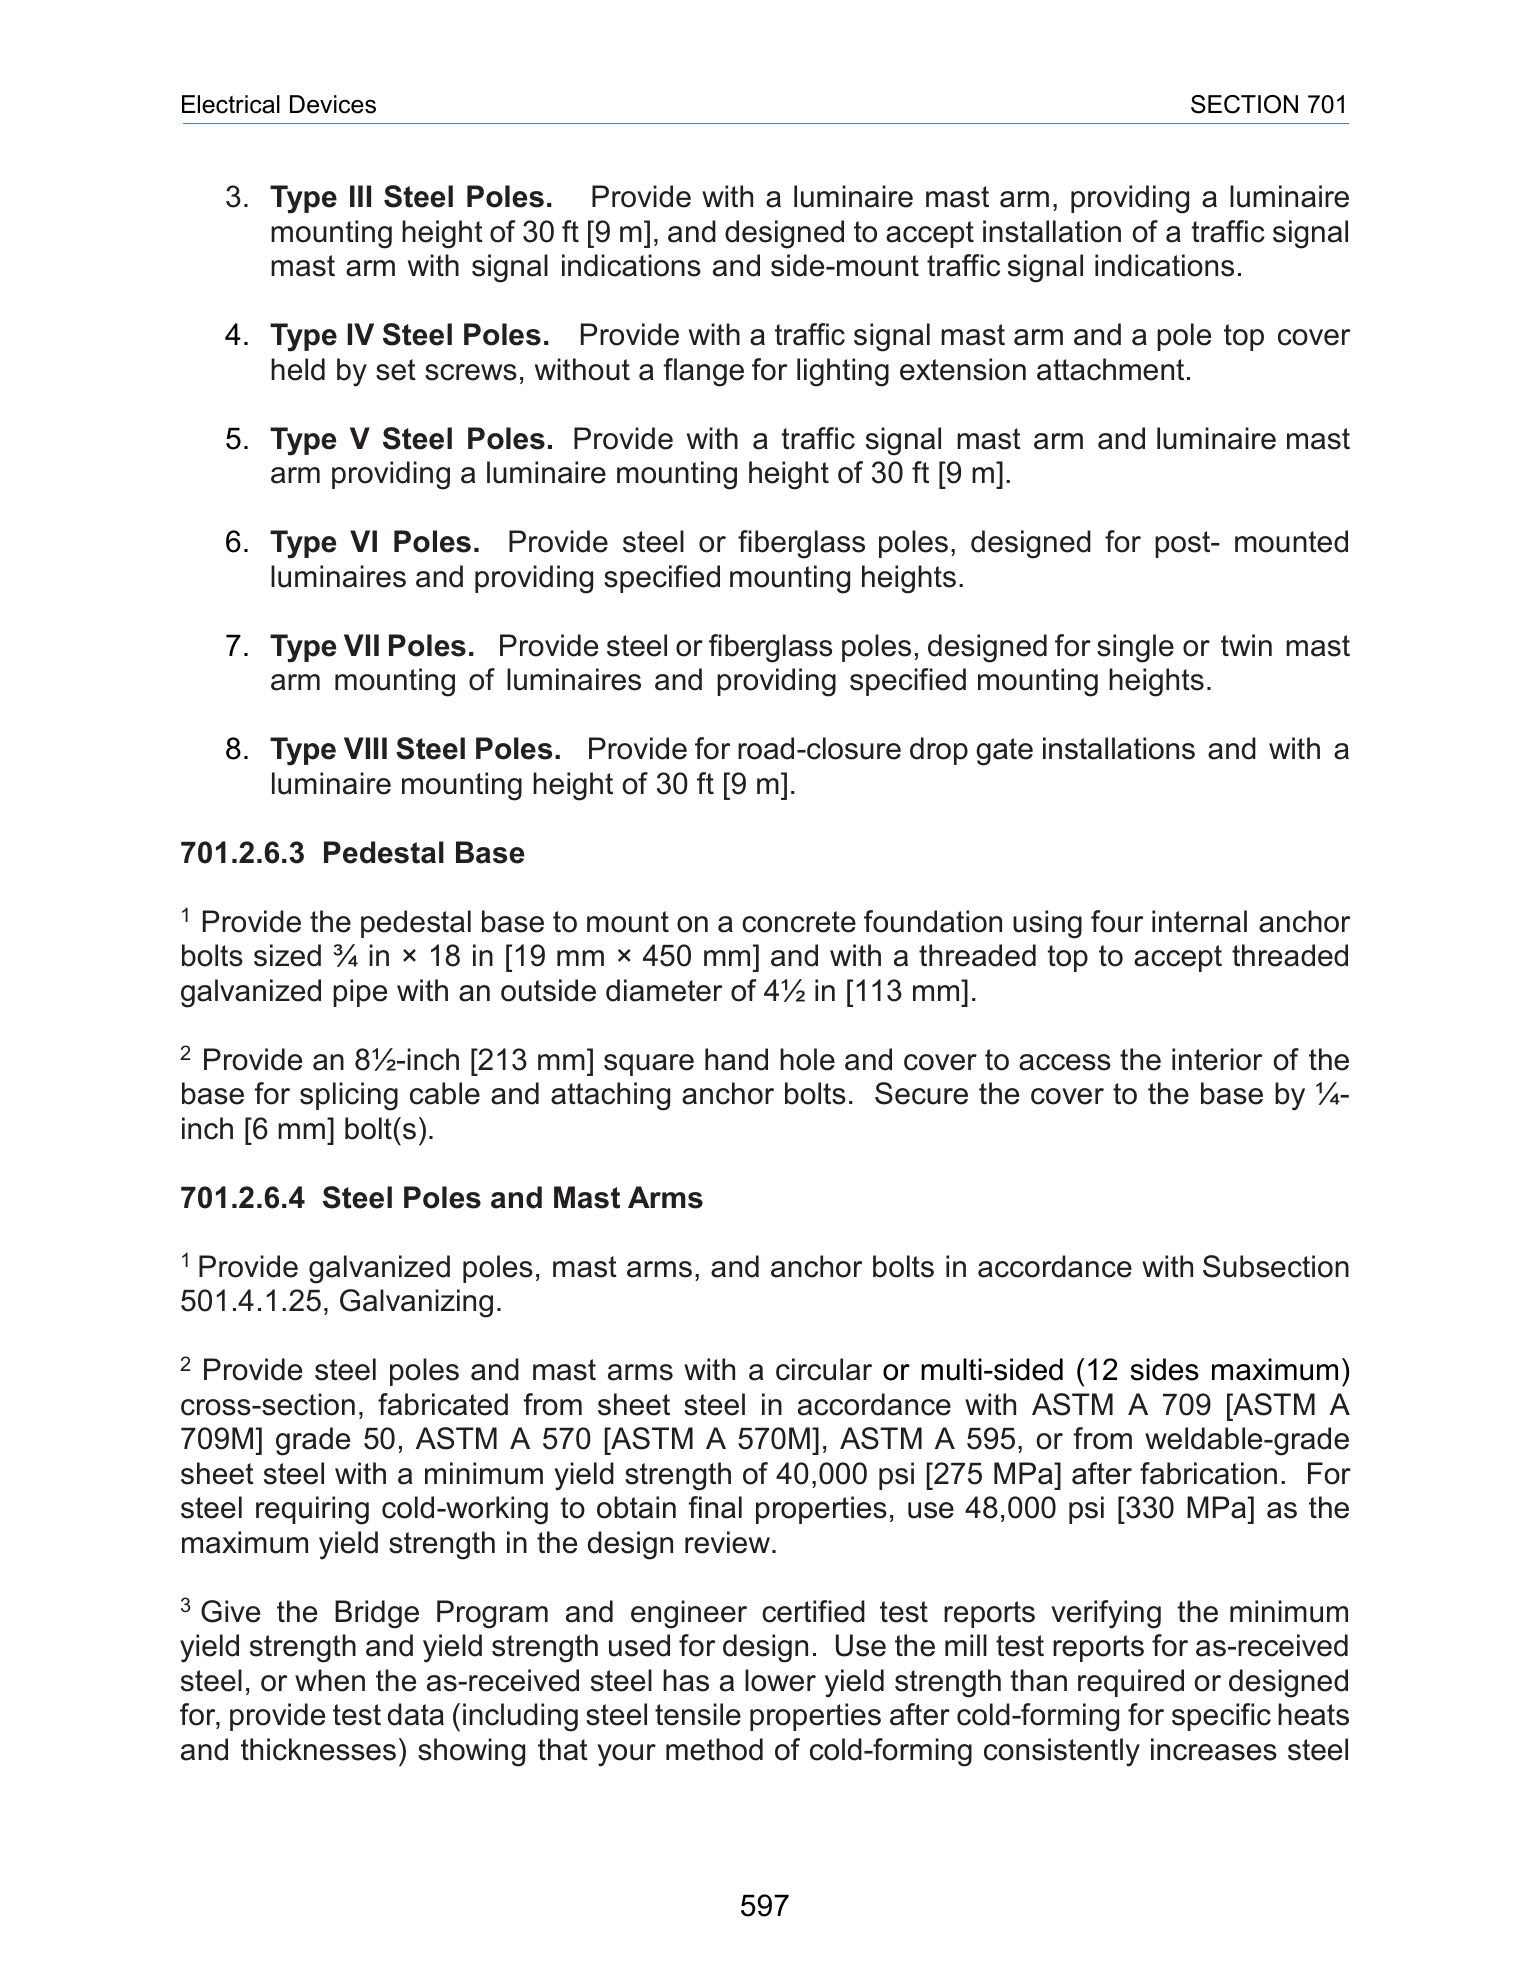 Electrical Devices SECTION 701
3. Type III Steel Poles. Provide with a luminaire mast arm, providing a luminaire
mounting height of 30 ft [9 m], and designed to accept installation of a traffic signal
mast arm with signal indications and side-mount traffic signal indications.
4. Type IV Steel Poles. Provide with a traffic signal mast arm and a pole top cover
held by set screws, without a flange for lighting extension attachment.
5. Type V Steel Poles. Provide with a traffic signal mast arm and luminaire mast
arm providing a luminaire mounting height of 30 ft [9 m].
6. Type VI Poles. Provide steel or fiberglass poles, designed for post- mounted
luminaires and providing specified mounting heights.
7. Type VII Poles. Provide steel or fiberglass poles, designed for single or twin mast
arm mounting of luminaires and providing specified mounting heights.
8. Type VIII Steel Poles. Provide for road-closure drop gate installations and with a
luminaire mounting height of 30 ft [9 m].
701.2.6.3 Pedestal Base
1 Provide the pedestal base to mount on a concrete foundation using four internal anchor
bolts sized ¾ in × 18 in [19 mm × 450 mm] and with a threaded top to accept threaded
galvanized pipe with an outside diameter of 4½ in [113 mm].
2 Provide an 8½-inch [213 mm] square hand hole and cover to access the interior of the
base for splicing cable and attaching anchor bolts. Secure the cover to the base by ¼-
inch [6 mm] bolt(s).
701.2.6.4 Steel Poles and Mast Arms
1 Provide galvanized poles, mast arms, and anchor bolts in accordance with Subsection
501.4.1.25, Galvanizing.
2 Provide steel poles and mast arms with a circular or multi-sided (12 sides maximum)
cross-section, fabricated from sheet steel in accordance with ASTM A 709 [ASTM A
709M] grade 50, ASTM A 570 [ASTM A 570M], ASTM A 595, or from weldable-grade
sheet steel with a minimum yield strength of 40,000 psi [275 MPa] after fabrication. For
steel requiring cold-working to obtain final properties, use 48,000 psi [330 MPa] as the
maximum yield strength in the design review.
3 Give the Bridge Program and engineer certified test reports verifying the minimum
yield strength and yield strength used for design. Use the mill test reports for as-received
steel, or when the as-received steel has a lower yield strength than required or designed
for, provide test data (including steel tensile properties after cold-forming for specific heats
and thicknesses) showing that your method of cold-forming consistently increases steel
597